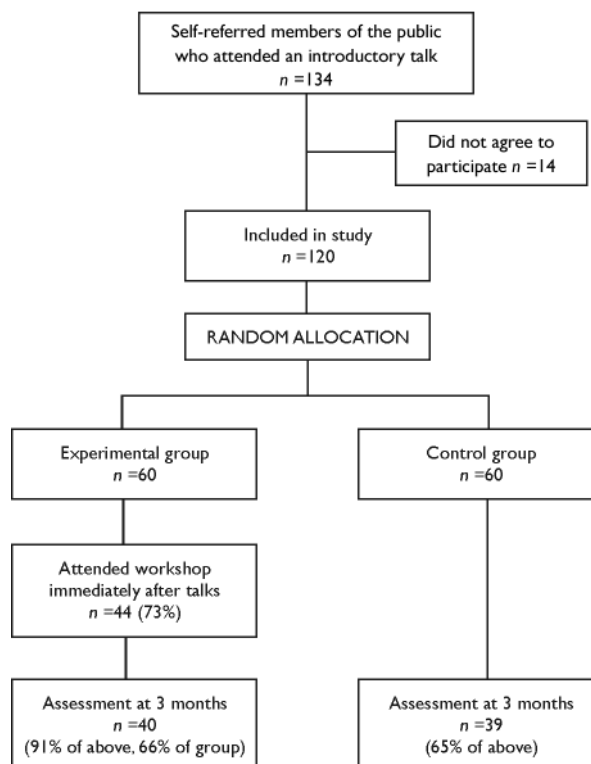 Self-referred members of the public
who attended an introductory talk
n =134
Did not agree to
participate n =14
Included in study
n =120
RANDOM ALLOCATION
Experimental group
n =60
Control group
n =60
Attended workshop
immediately after talks
n =44 (73%)
Assessment at 3 months
n =40
(91% of above, 66% of group)
Assessment at 3 months
n =39
(65% of above)